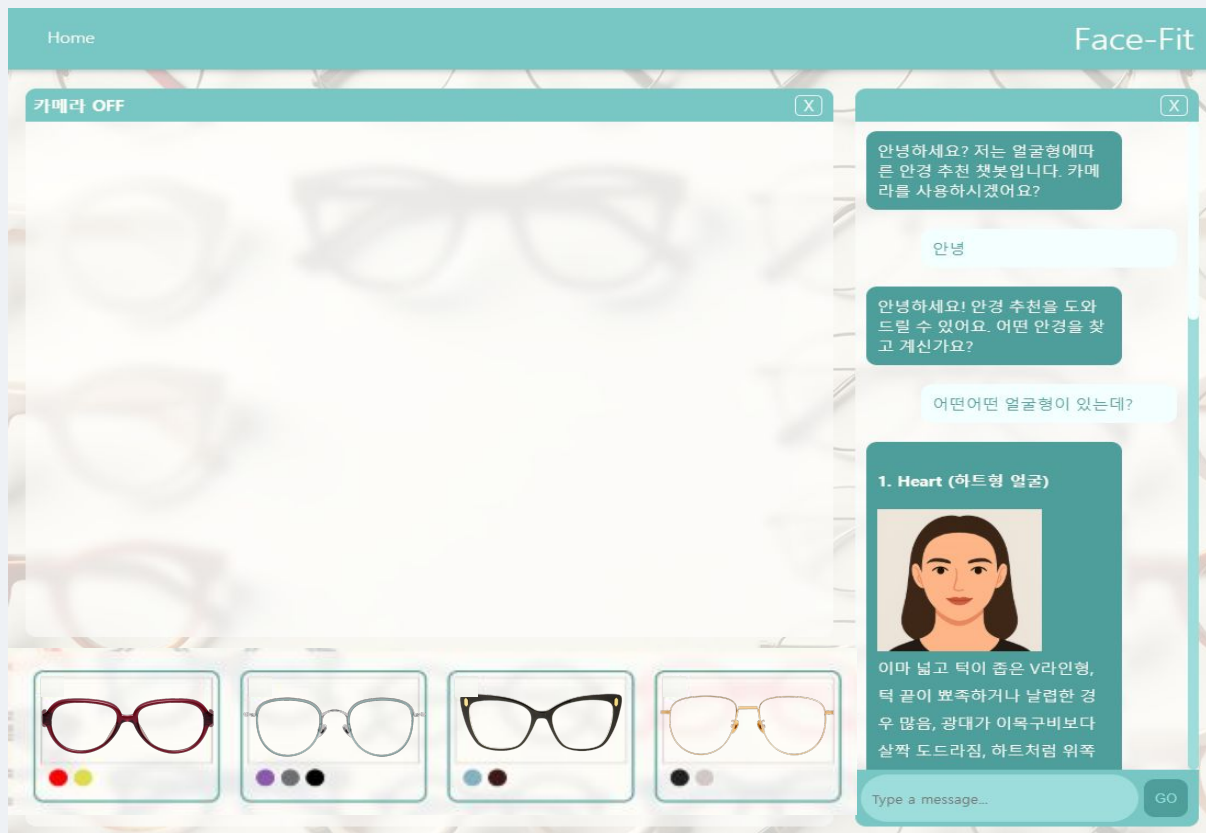 Home
Face-Fit
카메라 OFF
X
X
안녕하세요? 저는 얼굴형에따
른 안경 추천 챗봇입니다. 카메
라를 사용하시겠어요?
안녕
안녕하세요! 안경 추천을 도와
드릴 수 있어요. 어떤 안경을 찾
고 계신가요?
어떤어떤 얼굴형이 있는데?
1. Heart (하트형 얼굴)
이마 넓고 턱이 좁은 V라인형,
턱 끝이 뾰족하거나 날렵한 경
우 많음, 광대가 이목구비보다
살짝 도드라짐, 하트처럼 위쪽
Type a message...
GO